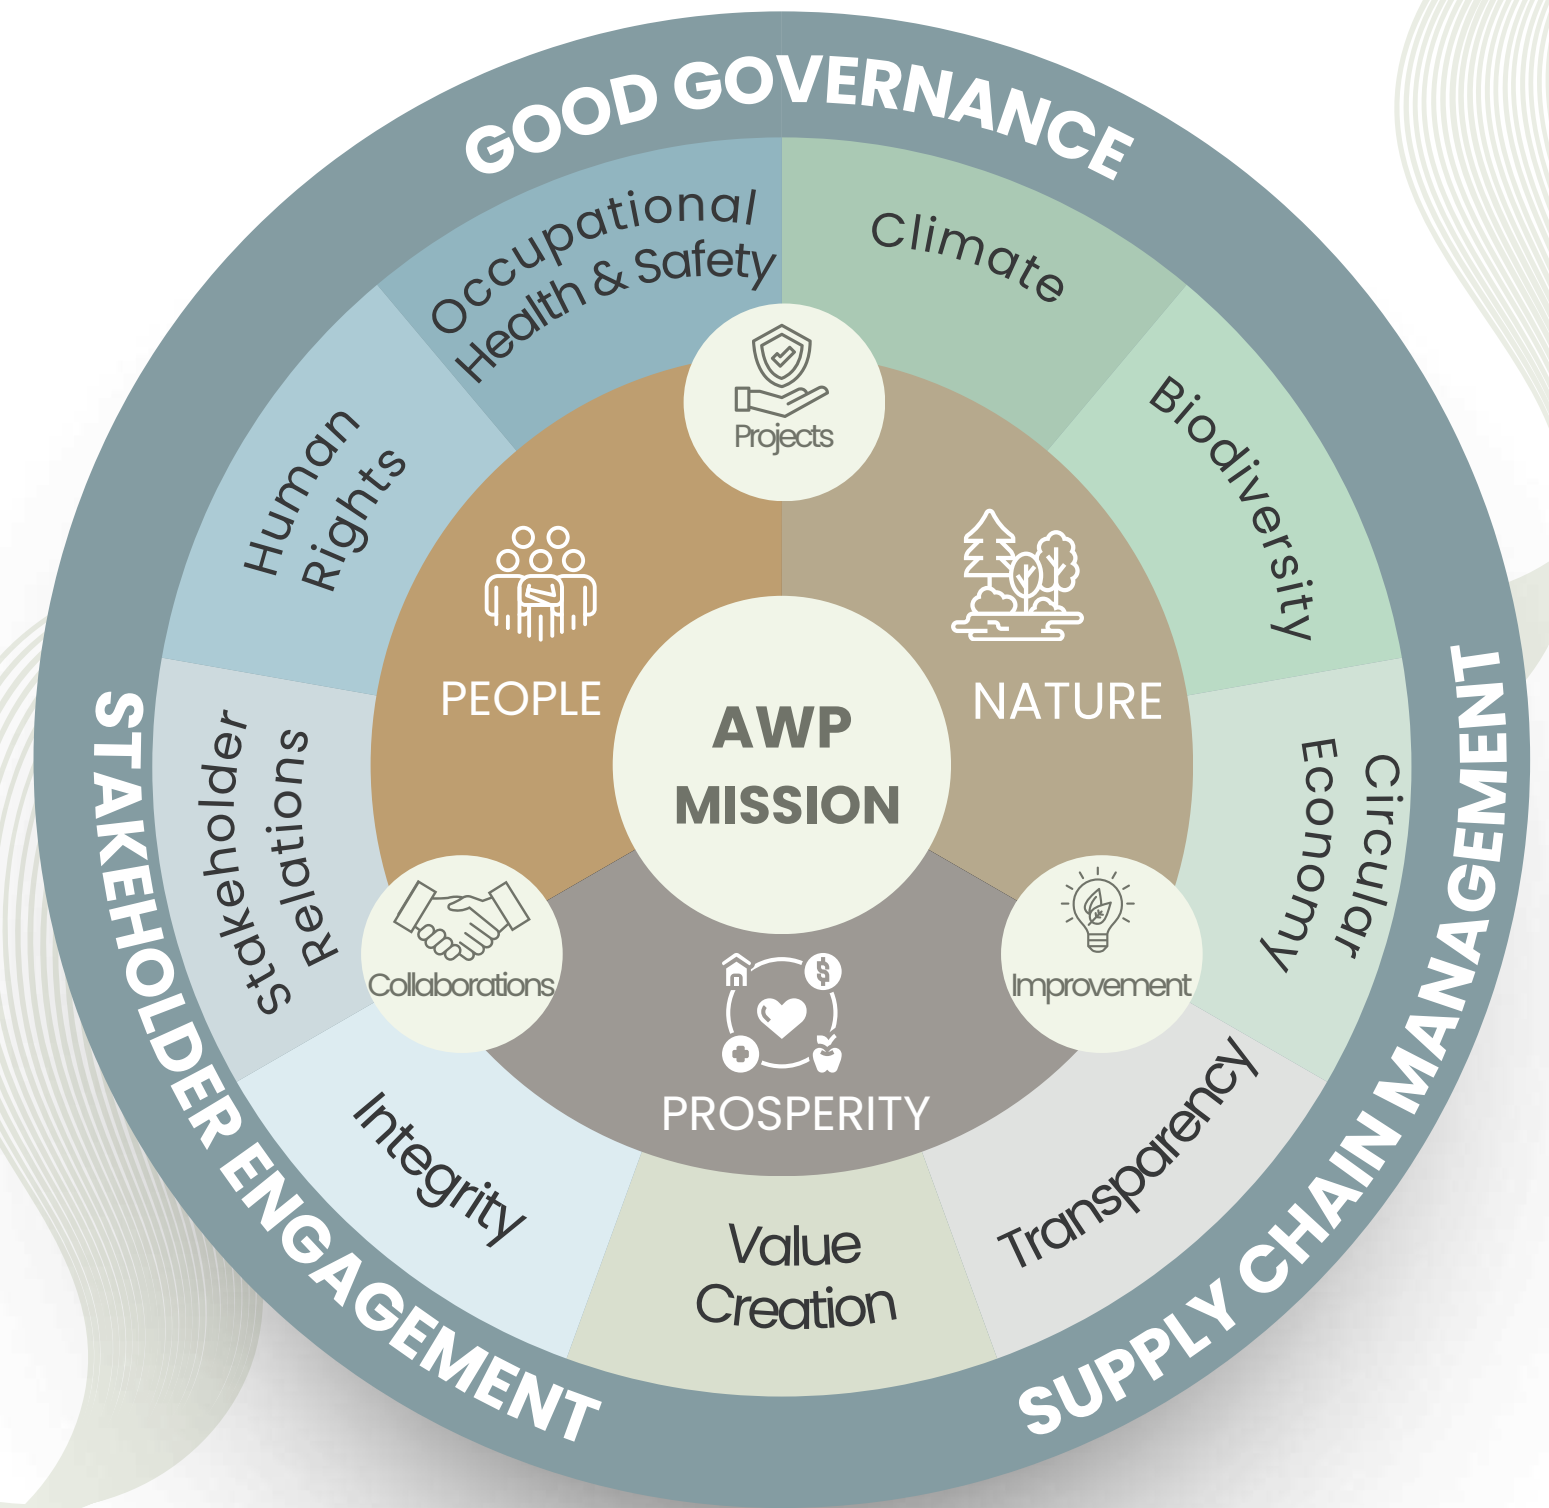 GOOD GOVERNANCE
Occupational
Health & Safety
Climate
Human
Rights
Biodiversity
Projects
PEOPLE
NATURE
AWP
MISSION
Stakeholder
Relations
Circular
Economy
Collaborations
Improvement
PROSPERITY
Integrity
Value
Creation
Transparency
STAKEHOLDER ENGAGEMENT
SUPPLY CHAIN MANAGEMENT